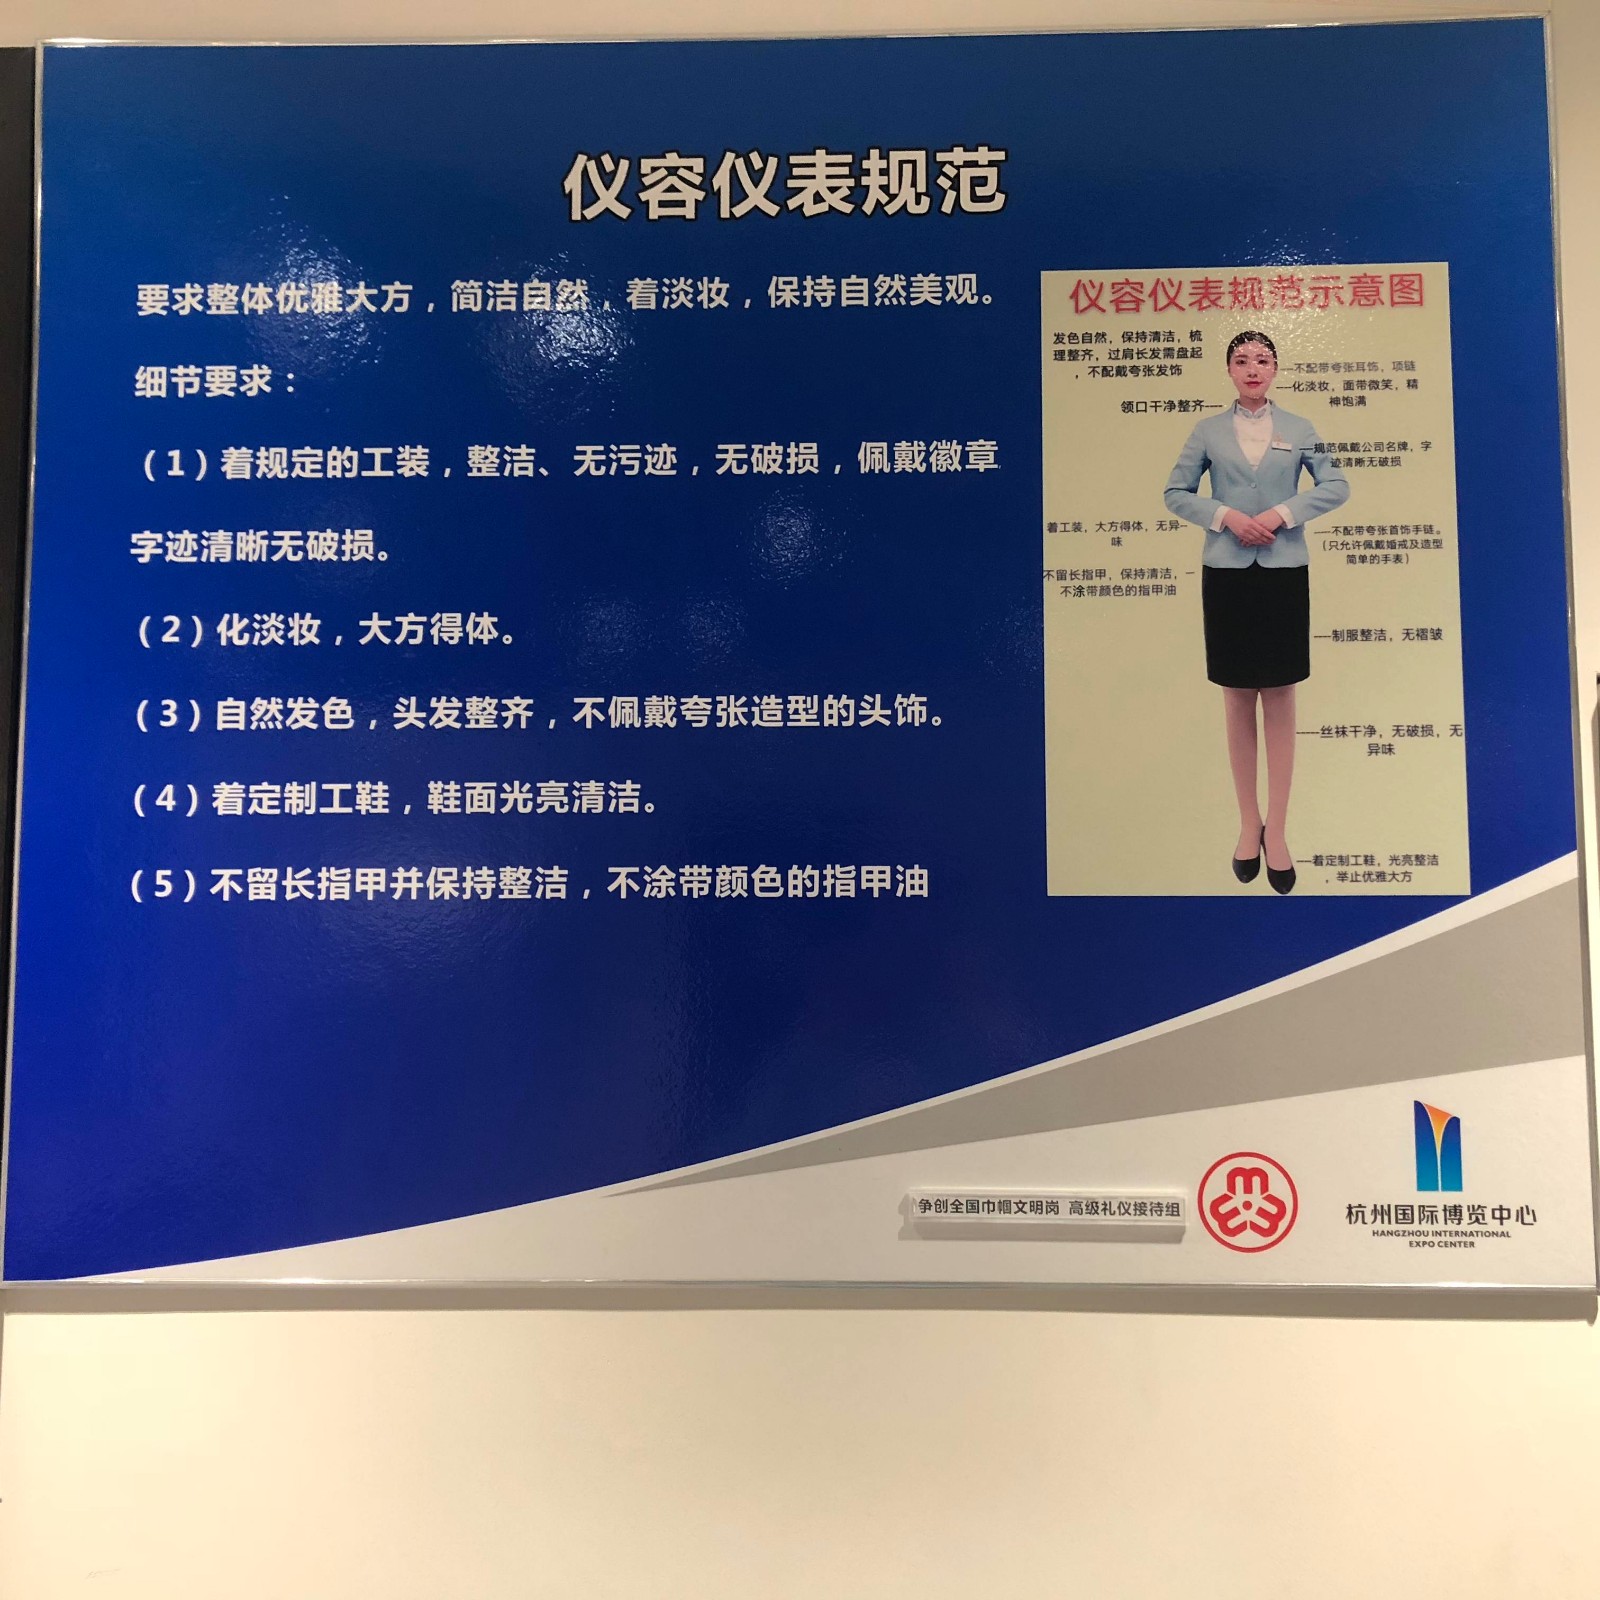 仪容仪表规范
要求整体优雅大方，简洁自然，着淡妆，保持自然美观。
细节要求：
（1）着规定的工装，整洁、无污迹，无破损，佩戴徽章，
字迹清晰无破损。
（2）化淡妆，大方得体。
（3）自然发色，头发整齐，不佩戴夸张造型的头饰。
（4）着定制工鞋，鞋面光亮清洁。
（5）不留长指甲并保持整洁，不涂带颜色的指甲油
仪容仪表规范示意图
发色自然，保持清洁，梳
理整齐，过肩长发需盘起
，不配戴夸张发饰
领口干净整齐----
着工装，大方得体，无异--
味
不留长指甲，保持清洁，--
不涂带颜色的指甲油
---不配带夸张耳饰，项链
----化淡妆，面带微笑，精
神饱满
----规范佩戴公司名牌，字
迹清晰无破损
----不配带夸张首饰手链。
（只允许佩戴婚戒及造型
简单的手表）
----制服整洁，无褶皱
-----丝袜干净，无破损，无
异味
----着定制工鞋，光亮整洁
，举止优雅大方
争创全国巾帼文明岗 高级礼仪接待组
杭州国际博览中心
HANGZHOU INTERNATIONAL
EXPO CENTER